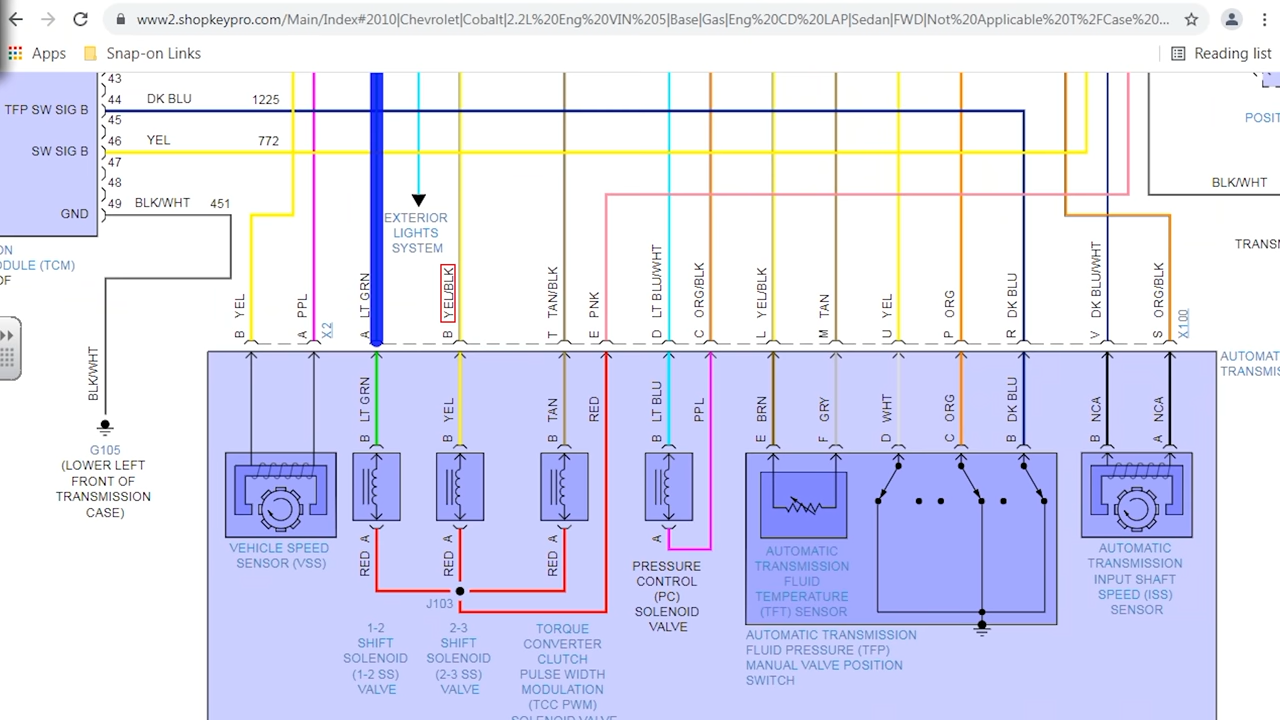 www2.shopkeypro.com/Main/Index#2010|Chevrolet|Cobalt|2.2L%20Eng%20VIN%205|Base|Gas|Eng%20CD%20LAP|Sedan|FWD|Not%20Applicable%20T%2FCase%20...
Apps
Snap-on Links
Reading list
43
44
DK BLU
1225
TFP SW SIG B
45
46
YEL
772
SW SIG B
47
48
49
BLK/WHT
451
GND
ON
ODULE (TCM)
OF
BLK/WHT
G105
(LOWER LEFT
FRONT OF
TRANSMISSION
CASE)
EXTERIOR
LIGHTS
SYSTEM
POSIT
BLK/WHT
TRANSM
B YEL
A PPL
X2
A LT GRN
B YEL/BLK
T TAN/BLK
E PNK
D LT BLU/WHT
C ORG/BLK
L YEL/BLK
M TAN
U YEL
P ORG
R DK BLU
V DK BLU/WHT
S ORG/BLK
X100
AUTOMAT
TRANSMIS
B LT GRN
B YEL
B TAN
RED
B LT BLU
PPL
E BRN
F GRY
D WHT
C ORG
B DK BLU
B NCA
A NCA
VEHICLE SPEED
SENSOR (VSS)
RED A
RED A
RED A
A
J103
1-2
SHIFT
SOLENOID
(1-2 SS)
VALVE
2-3
SHIFT
SOLENOID
(2-3 SS)
VALVE
TORQUE
CONVERTER
CLUTCH
PULSE WIDTH
MODULATION
(TCC PWM)
SOLENOID VALVE
PRESSURE
CONTROL
(PC)
SOLENOID
VALVE
AUTOMATIC
TRANSMISSION
FLUID
TEMPERATURE
(TFT) SENSOR
AUTOMATIC TRANSMISSION
FLUID PRESSURE (TFP)
MANUAL VALVE POSITION
SWITCH
AUTOMATIC
TRANSMISSION
INPUT SHAFT
SPEED (ISS)
SENSOR